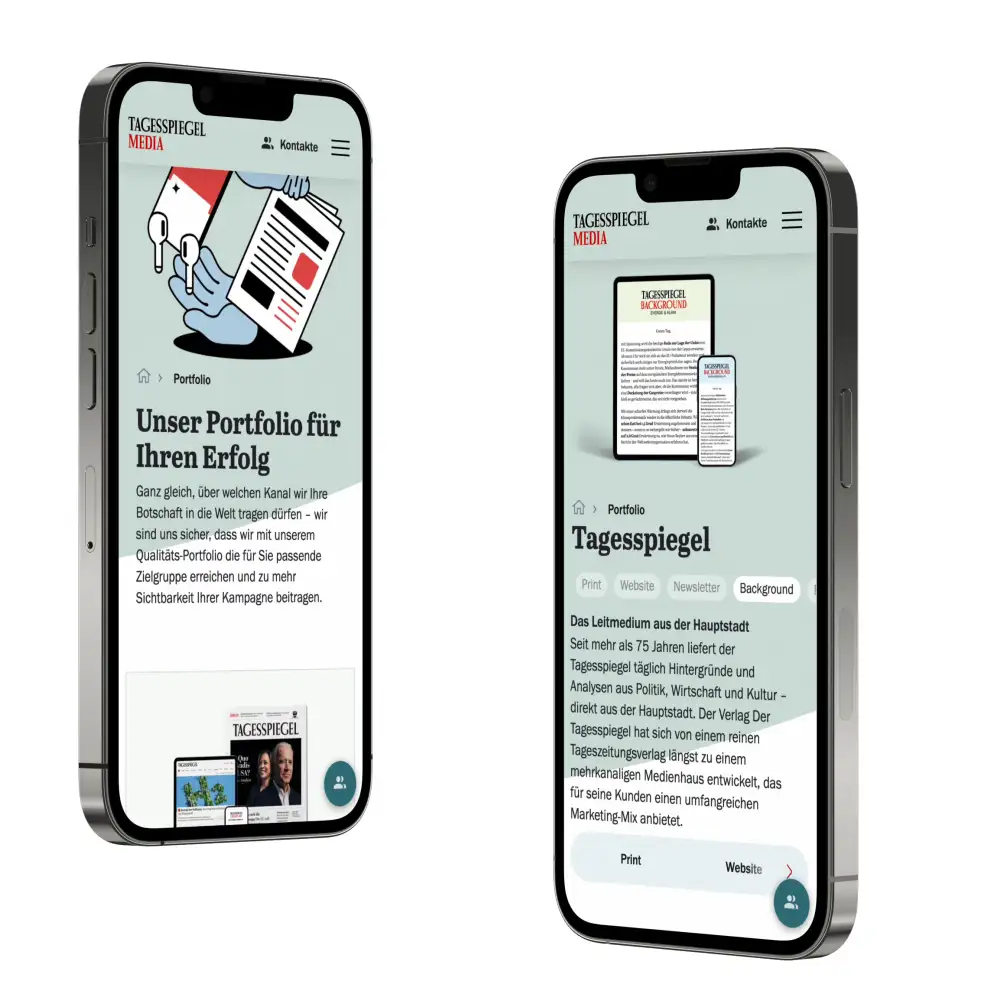 TAGESSPIEGEL
MEDIA
Kontakte
Portfolio
Unser Portfolio für
Ihren Erfolg
Ganz gleich, über welchen Kanal wir Ihre
Botschaft in die Welt tragen dürfen – wir
sind uns sicher, dass wir mit unserem
Qualitäts-Portfolio die für Sie passende
Zielgruppe erreichen und zu mehr
Sichtbarkeit Ihrer Kampagne beitragen.
TAGESSPIEGEL
USA?
TAGESSPIEGEL
MEDIA
Kontakte
TAGESSPIEGEL
BACKGROUND
ENERGIE & KLIMA
Guten Tag
TAGESSPIEGEL
BACKGROUND
Portfolio
Tagesspiegel
Print
Website
Newsletter
Background
Das Leitmedium aus der Hauptstadt
Seit mehr als 75 Jahren liefert der
Tagesspiegel täglich Hintergründe und
Analysen aus Politik, Wirtschaft und Kultur –
direkt aus der Hauptstadt. Der Verlag Der
Tagesspiegel hat sich von einem reinen
Tageszeitungsverlag längst zu einem
mehrkanaligen Medienhaus entwickelt, das
für seine Kunden einen umfangreichen
Marketing-Mix anbietet.
Print
Website